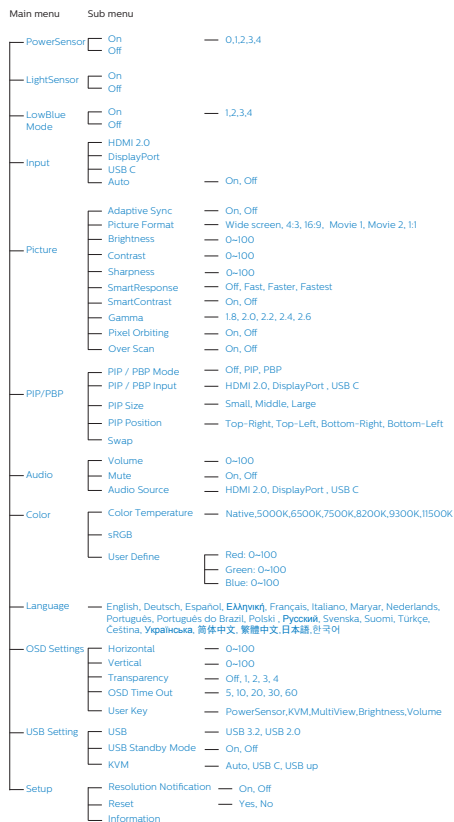 Main menu Sub menu
PowerSensor On 0,1,2,3,4
Off
LightSensor On
Off
LowBlue On 1,2,3,4
Mode Off
HDMI 2.0
DisplayPort
Input USB C
Auto On, Off
Adaptive Sync On, Off
Picture Format Wide screen, 4:3, 16:9, Movie 1, Movie 2, 1:1
Picture Brightness 0~100
Contrast 0~100
Sharpness 0~100
SmartResponse Off, Fast, Faster, Fastest
SmartContrast On, Off
Gamma 1.8, 2.0, 2.2, 2.4, 2.6
Pixel Orbiting On, Off
Over Scan On, Off
PIP / PBP Mode Off, PIP, PBP
PIP/PBP PIP / PBP Input HDMI 2.0, DisplayPort , USB C
PIP Size Small, Middle, Large
PIP Position Top-Right, Top-Left, Bottom-Right, Bottom-Left
Swap
Volume 0~100
Audio Mute On, Off
Audio Source HDMI 2.0, DisplayPort , USB C
Color Color Temperature Native,5000K,6500K,7500K,8200K,9300K,11500K
sRGB
User Define Red: 0~100
Green: 0~100
Blue: 0~100
Language English, Deutsch, Español, Ελληνική, Français, Italiano, Maryar, Nederlands,
Português, Português do Brazil, Polski , Русский, Svenska, Suomi, Türkçe,
Čeština, Українська, 简体中文, 繁體中文,日本語,한국어
OSD Settings Horizontal 0~100
Vertical 0~100
Transparency Off, 1, 2, 3, 4
OSD Time Out 5, 10, 20, 30, 60
User Key PowerSensor,KVM,MultiView,Brightness,Volume
USB Setting USB USB 3.2, USB 2.0
USB Standby Mode On, Off
KVM Auto, USB C, USB up
Setup Resolution Notification On, Off
Reset Yes, No
Information